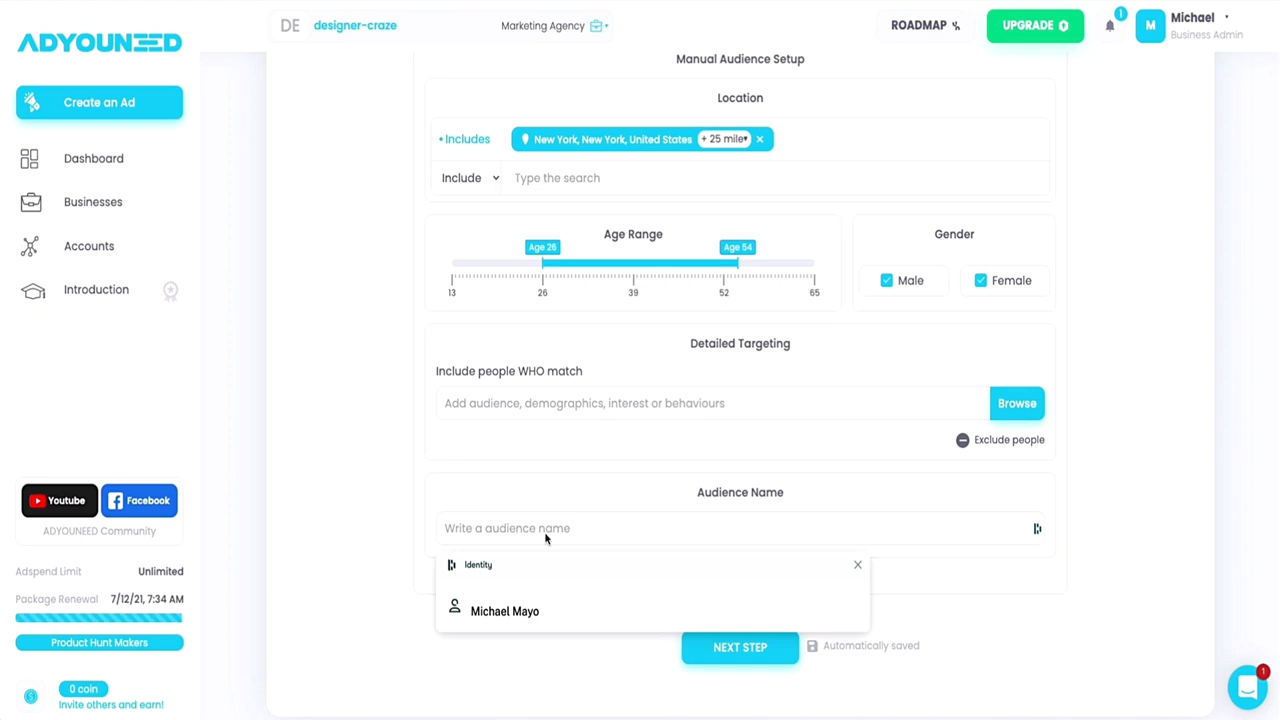 ADYOUNEED
DE designer-craze
Marketing Agency
ROADMAP
UPGRADE
1
M
Michael
Business Admin
Create an Ad
Dashboard
Businesses
Accounts
Introduction
Youtube
Facebook
ADYOUNEED Community
Adspend Limit Unlimited
Package Renewal 7/12/21, 7:34 AM
Product Hunt Makers
0 coin
Invite others and earn!
Manual Audience Setup
Location
• Includes New York, New York, United States + 25 mile
Include Type the search
Age Range
Age 26 Age 54
13 26 39 52 65
Gender
Male Female
Detailed Targeting
Include people WHO match
Add audience, demographics, interest or behaviours Browse
Exclude people
Audience Name
Write a audience name
Identity
Michael Mayo
NEXT STEP Automatically saved
1